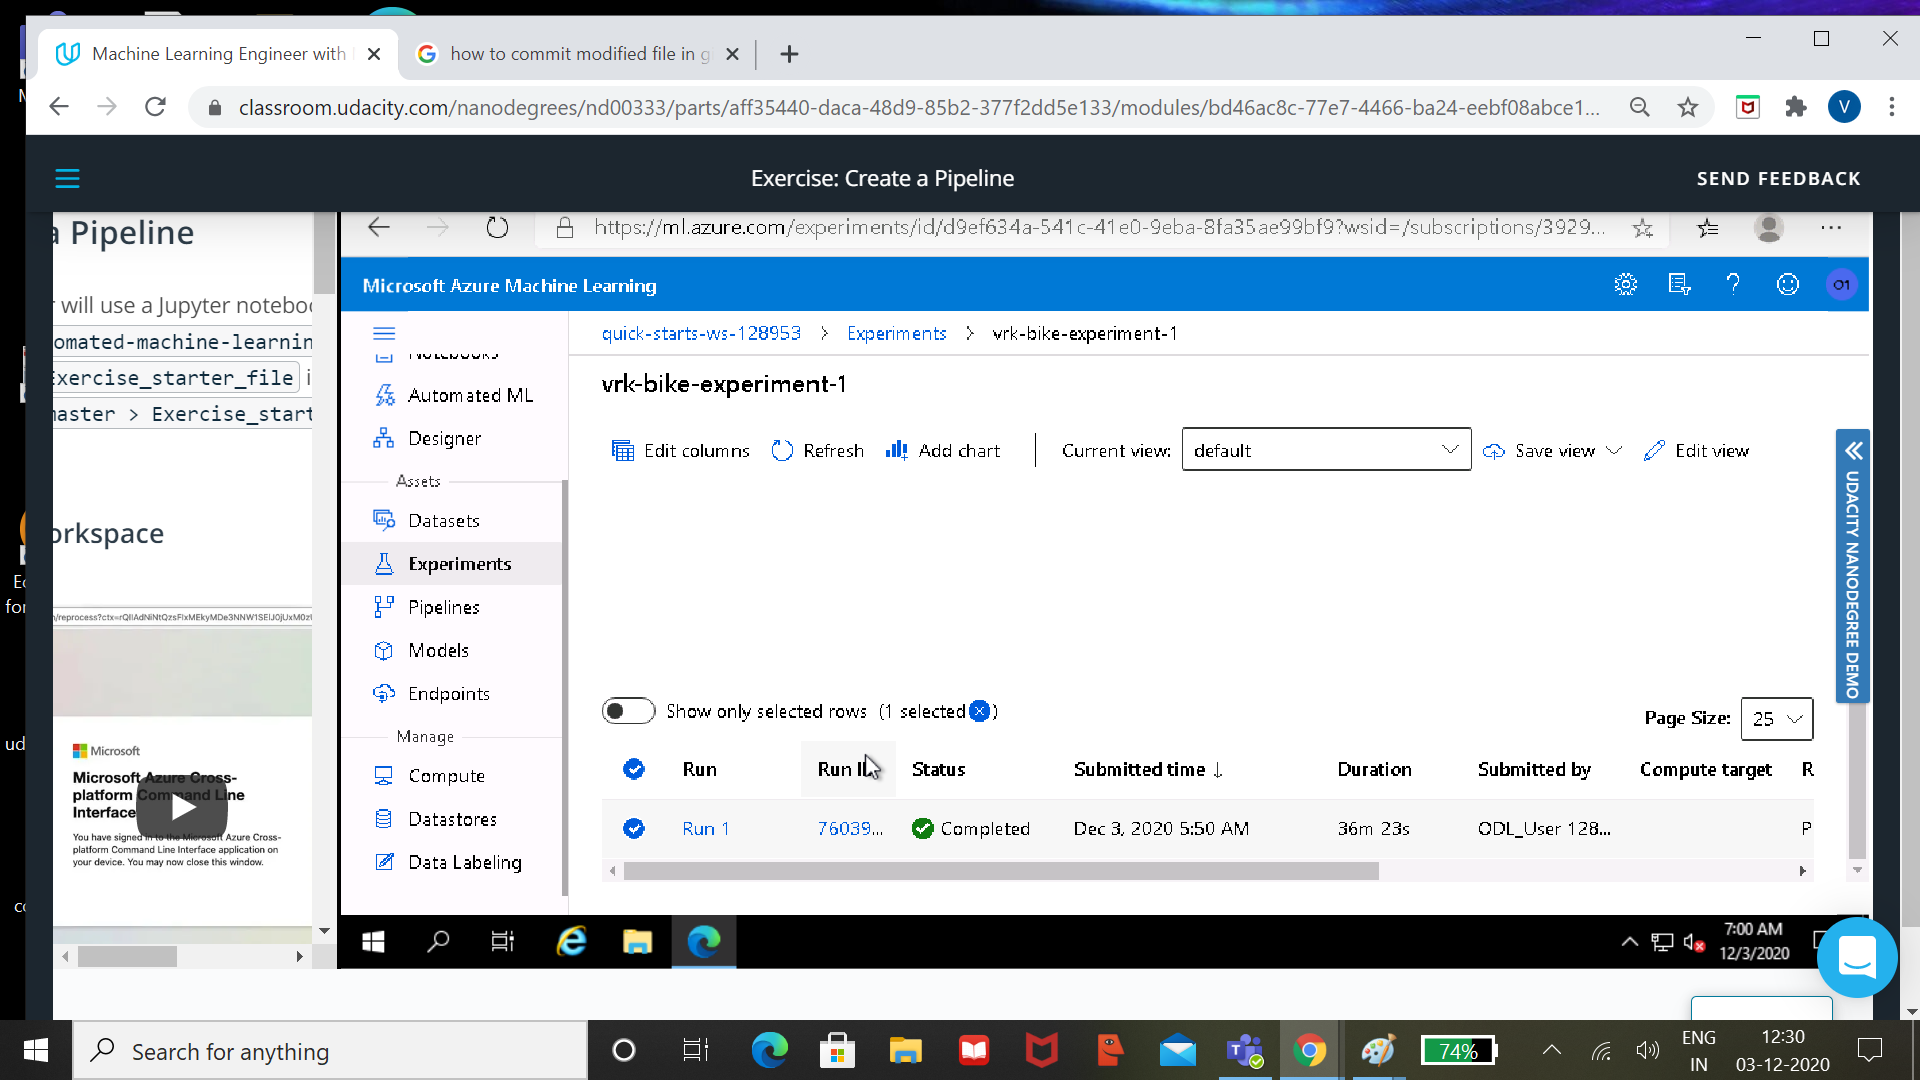 Machine Learning Engineer with
how to commit modified file in g
classroom.udacity.com/nanodegrees/nd00333/parts/aff35440-daca-48d9-85b2-377f2dd5e133/modules/bd46ac8c-77e7-4466-ba24-eebf08abce1...
V
Exercise: Create a Pipeline
SEND FEEDBACK
a Pipeline
r will use a Jupyter notebo
omated-machine-learnin
Exercise_starter_file i
master > Exercise_start
orkspace
Microsoft
Microsoft Azure Cross-
platform Command Line
Interface
You have signed in to the Microsoft Azure Cross-
platform Command Line Interface application on
your device. You may now close this window.
https://ml.azure.com/experiments/id/d9ef634a-541c-41e0-9eba-8fa35ae99bf9?wsid=/subscriptions/3929...
Microsoft Azure Machine Learning
01
quick-starts-ws-128953 > Experiments > vrk-bike-experiment-1
Notebooks
Automated ML
Designer
Assets
Datasets
Experiments
Pipelines
Models
Endpoints
Manage
Compute
Datastores
Data Labeling
vrk-bike-experiment-1
Edit columns
Refresh
Add chart
Current view:
default
Save view
Edit view
UDACITY NANODEGREE DEMO
Show only selected rows (1 selected )
Page Size: 25
Run Run I Status Submitted time ↓ Duration Submitted by Compute target R
Run 1 76039... Completed Dec 3, 2020 5:50 AM 36m 23s ODL_User 128... P
7:00 AM
12/3/2020
Ec
for
ud
co
Search for anything
74%
ENG
IN
12:30
03-12-2020